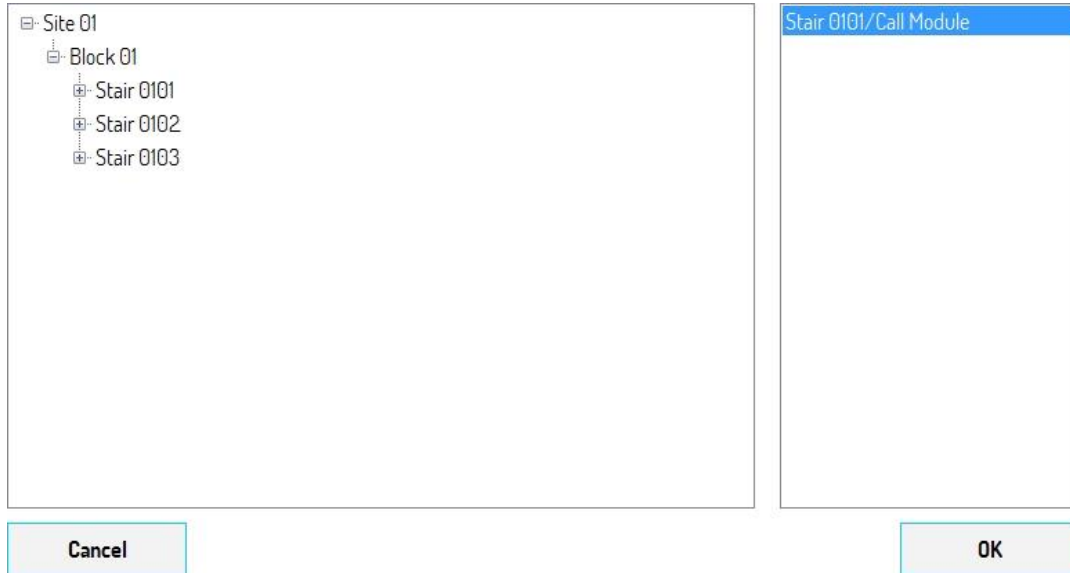 Site 01
Block 01
Stair 0101
Stair 0102
Stair 0103
Stair 0101/Call Module
Cancel
OK